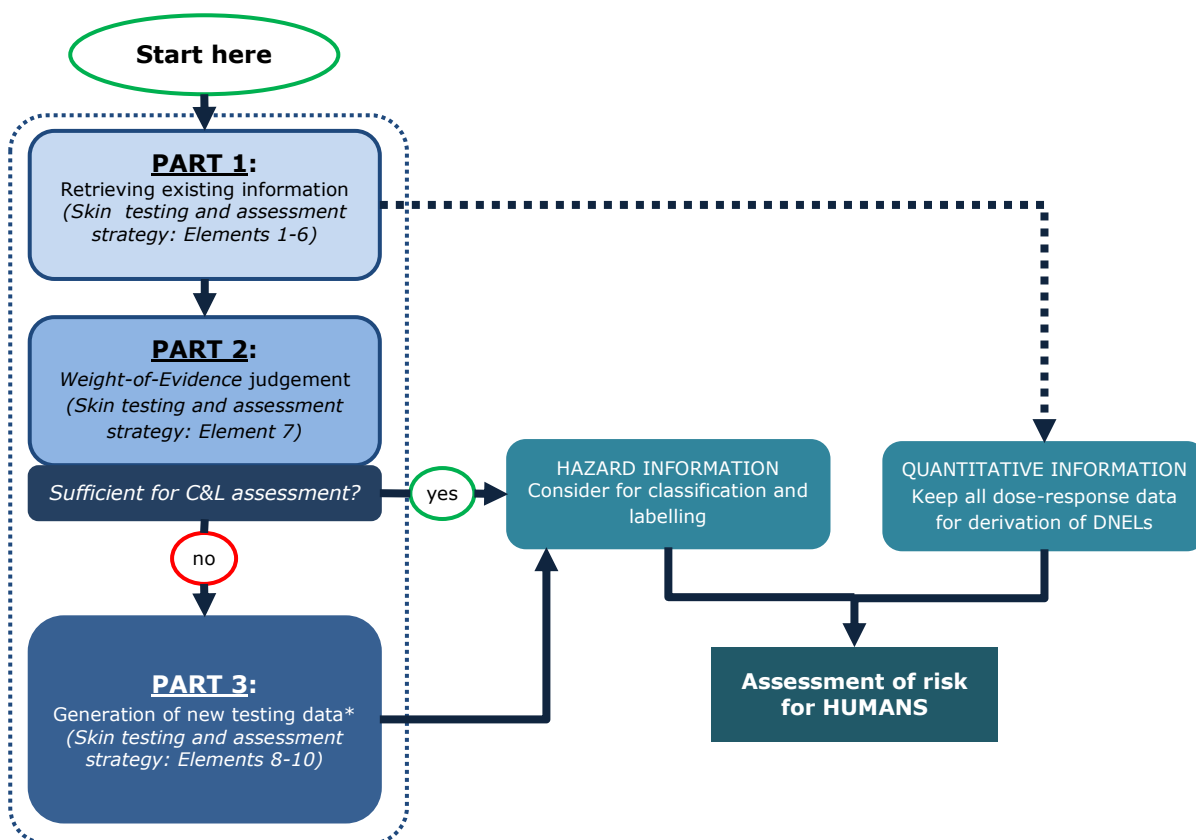 Start here
PART 1:
Retrieving existing information
(Skin testing and assessment
strategy: Elements 1-6)
PART 2:
Weight-of-Evidence judgement
(Skin testing and assessment
strategy: Element 7)
Sufficient for C&L assessment?
yes
no
HAZARD INFORMATION
Consider for classification and
labelling
QUANTITATIVE INFORMATION
Keep all dose-response data
for derivation of DNELs
PART 3:
Generation of new testing data*
(Skin testing and assessment
strategy: Elements 8-10)
Assessment of risk
for HUMANS